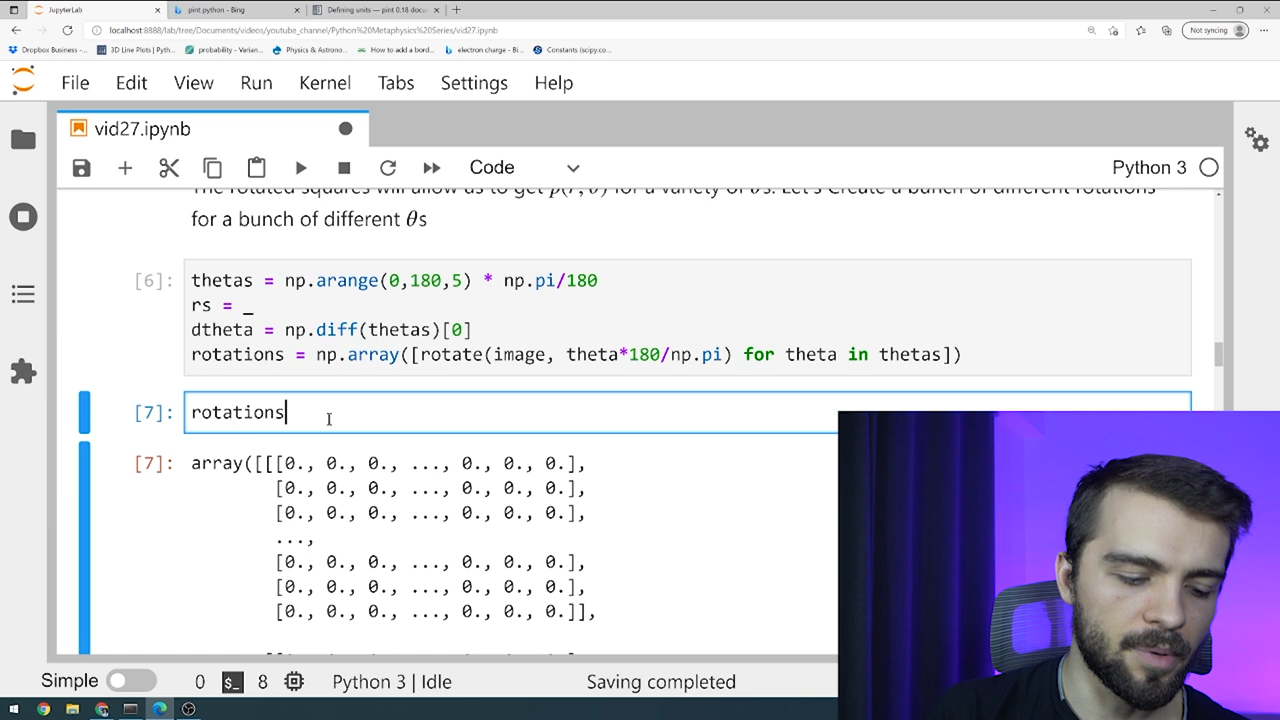 JupyterLab
pint python - Bing
Defining units — pint 0.18 doc
localhost:8888/lab/tree/Documents/videos/youtube_channel/Python%20Metaphysics%20Series/vid27.ipynb
Not syncing
Dropbox Business -...
3D Line Plots | Pyth...
probability - Varian...
Physics & Astrono...
How to add a bord...
electron charge - Bi...
Constants (scipy.co...
File Edit View Run Kernel Tabs Settings Help
vid27.ipynb
Code
Python 3
The rotated squares will allow us to get p(r, θ) for a variety of θs. Let's Create a bunch of different rotations
for a bunch of different θs
[6]: thetas = np.arange(0,180,5) * np.pi/180
rs = _
dtheta = np.diff(thetas)[0]
rotations = np.array([rotate(image, theta*180/np.pi) for theta in thetas])
[7]: rotations
[7]: array([[[0., 0., 0., ..., 0., 0., 0.],
[0., 0., 0., ..., 0., 0., 0.],
[0., 0., 0., ..., 0., 0., 0.],
...,
[0., 0., 0., ..., 0., 0., 0.],
[0., 0., 0., ..., 0., 0., 0.],
[0., 0., 0., ..., 0., 0., 0.]],
Simple 0 $_ 8 Python 3 | Idle Saving completed